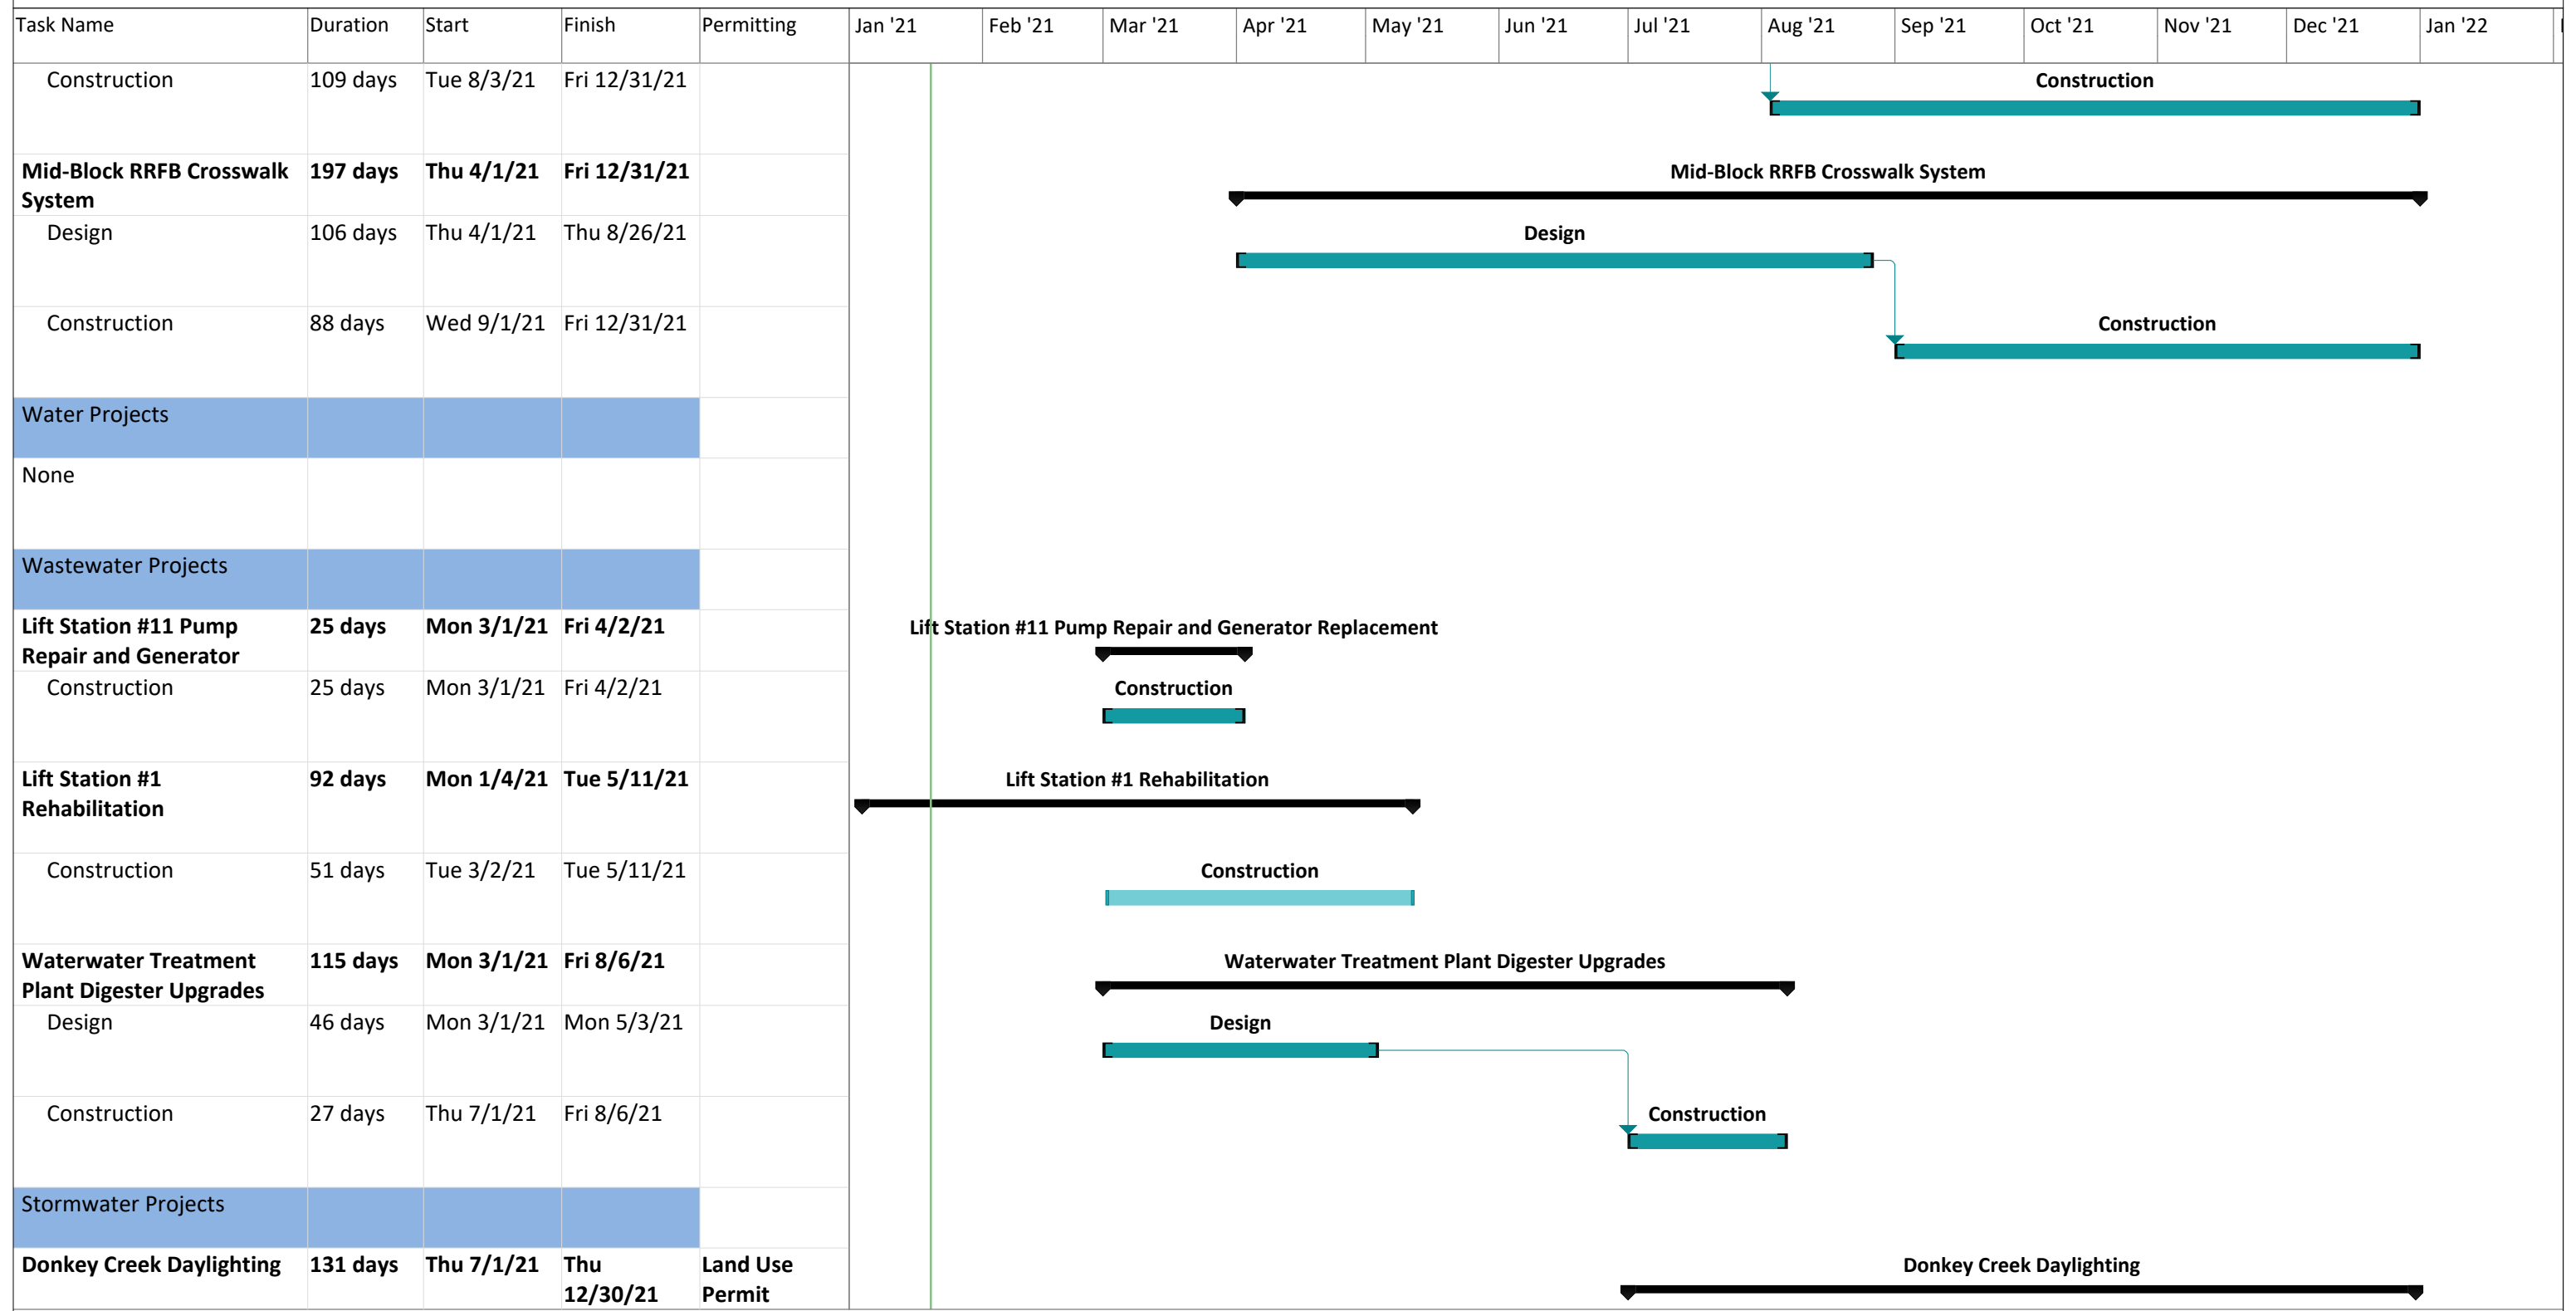 Task Name Duration Start Finish Permitting Jan '21 Feb '21 Mar '21 Apr '21 May '21 Jun '21 Jul '21 Aug '21 Sep '21 Oct '21 Nov '21 Dec '21 Jan '22
Construction 109 days Tue 8/3/21 Fri 12/31/21 Construction
Mid-Block RRFB Crosswalk 197 days Thu 4/1/21 Fri 12/31/21 Mid-Block RRFB Crosswalk System
System
Design 106 days Thu 4/1/21 Thu 8/26/21 Design
Construction 88 days Wed 9/1/21 Fri 12/31/21 Construction
Water Projects
None
Wastewater Projects
Lift Station #11 Pump 25 days Mon 3/1/21 Fri 4/2/21 Lift Station #11 Pump Repair and Generator Replacement
Repair and Generator
Construction 25 days Mon 3/1/21 Fri 4/2/21 Construction
Lift Station #1 92 days Mon 1/4/21 Tue 5/11/21 Lift Station #1 Rehabilitation
Rehabilitation
Construction 51 days Tue 3/2/21 Tue 5/11/21 Construction
Waterwater Treatment 115 days Mon 3/1/21 Fri 8/6/21 Waterwater Treatment Plant Digester Upgrades
Plant Digester Upgrades
Design 46 days Mon 3/1/21 Mon 5/3/21 Design
Construction 27 days Thu 7/1/21 Fri 8/6/21 Construction
Stormwater Projects
Donkey Creek Daylighting 131 days Thu 7/1/21 Thu Land Use Donkey Creek Daylighting
12/30/21 Permit